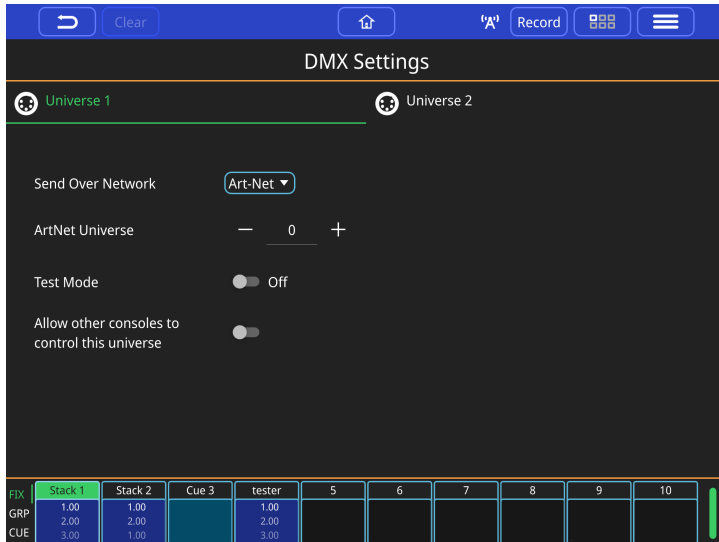 Clear
Record
DMX Settings
Universe 1
Universe 2
Send Over Network
Art-Net
ArtNet Universe
0
Test Mode
Off
Allow other consoles to
control this universe
FIX
GRP
CUE
Stack 1
1.00
2.00
3.00
Stack 2
1.00
2.00
1.00
Cue 3
tester
1.00
2.00
3.00
5
6
7
8
9
10